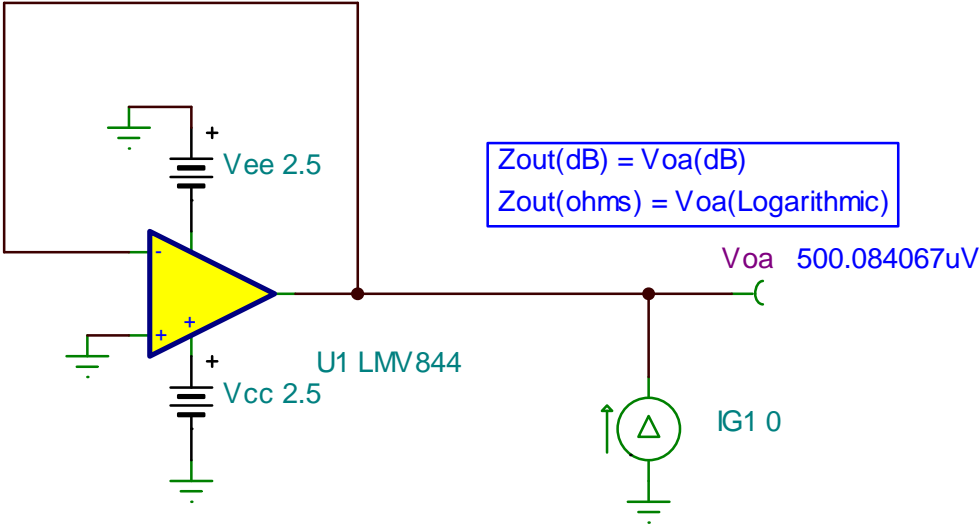 +
Vee 2.5
Zout(dB) = Voa(dB)
Zout(ohms) = Voa(Logarithmic)
Voa 500.084067uV
-
+
+
U1 LMV844
+
Vcc 2.5
IG1 0